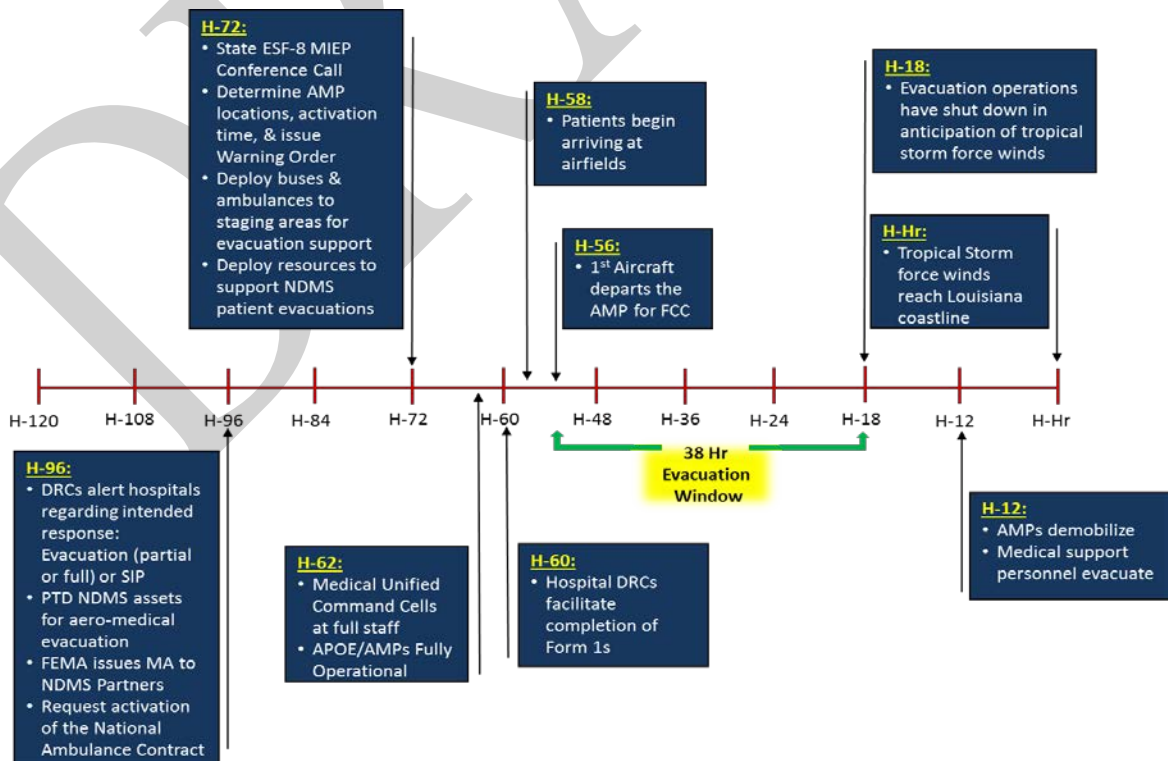 H-72:
• State ESF-8 MIEP
Conference Call
• Determine AMP
locations, activation
time, & issue
Warning Order
• Deploy buses &
ambulances to
staging areas for
evacuation support
• Deploy resources to
support NDMS
patient evacuations
H-58:
• Patients begin
arriving at
airfields
H-56:
• 1st Aircraft
departs the
AMP for FCC
H-18:
• Evacuation operations
have shut down in
anticipation of tropical
storm force winds
H-Hr:
• Tropical Storm
force winds
reach Louisiana
coastline
H-120 H-108 H-96 H-84 H-72 H-60 H-48 H-36 H-24 H-18 H-12 H-Hr
38 Hr
Evacuation
Window
H-96:
• DRCs alert hospitals
regarding intended
response:
Evacuation (partial
or full) or SIP
• PTD NDMS assets
for aero-medical
evacuation
• FEMA issues MA to
NDMS Partners
• Request activation
of the National
Ambulance Contract
H-62:
• Medical Unified
Command Cells
at full staff
• APOE/AMPs Fully
Operational
H-60:
• Hospital DRCs
facilitate
completion of
Form 1s
H-12:
• AMPs demobilize
• Medical support
personnel evacuate